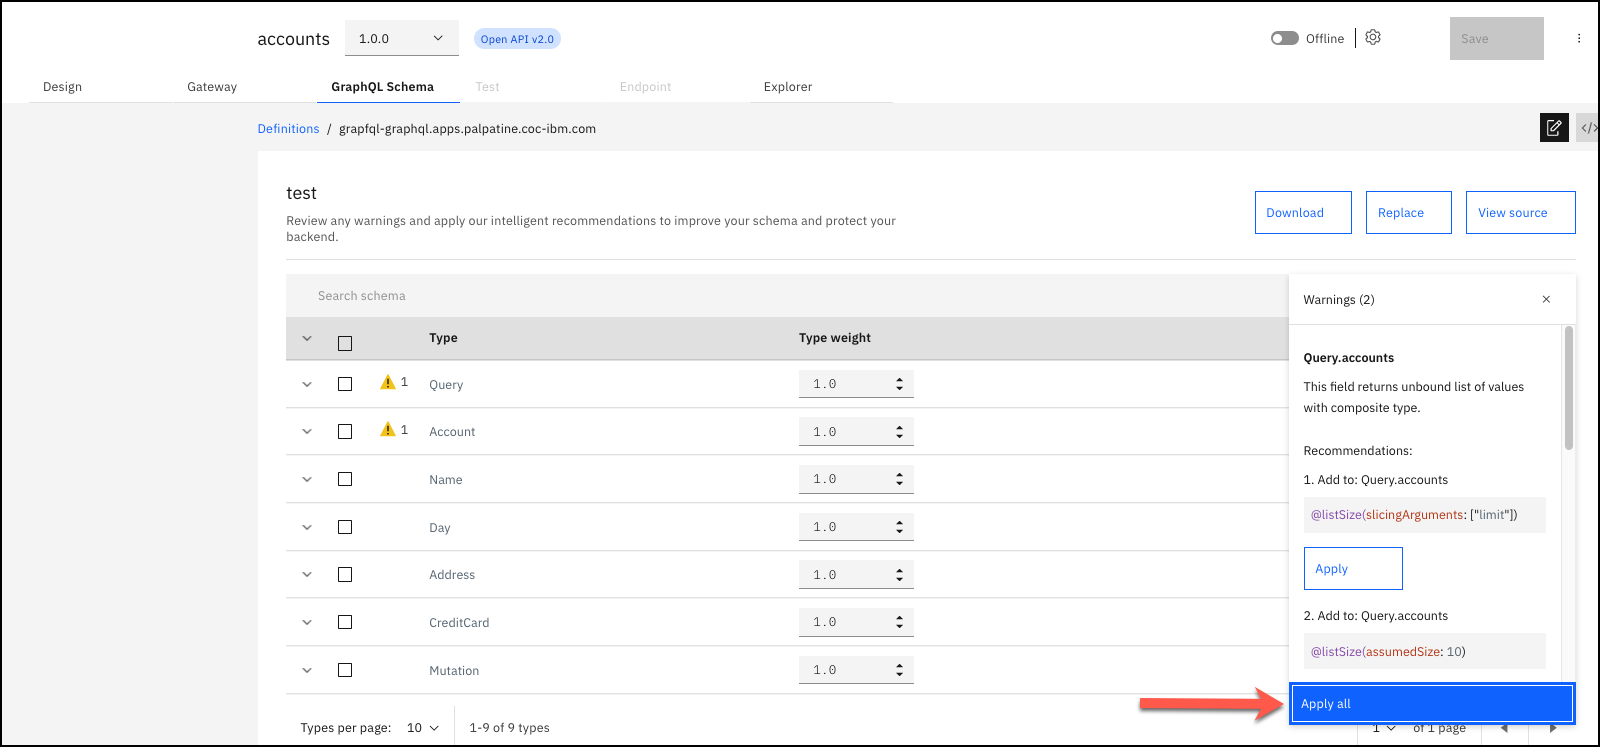 accounts 1.0.0 Open API v2.0 Offline Save
Design Gateway GraphQL Schema Test Endpoint Explorer
Definitions / grapfql-graphql.apps.palpatine.coc-ibm.com </>
test
Review any warnings and apply our intelligent recommendations to improve your schema and protect your
backend.
Download Replace View source
Search schema
Type Type weight
1 Query 1.0
1 Account 1.0
Name 1.0
Day 1.0
Address 1.0
CreditCard 1.0
Mutation 1.0
Types per page: 10 1-9 of 9 types 1 of 1 page
Warnings (2)
Query.accounts
This field returns unbound list of values
with composite type.
Recommendations:
1. Add to: Query.accounts
@listSize(slicingArguments: ["limit"])
Apply
2. Add to: Query.accounts
@listSize(assumedSize: 10)
Apply all